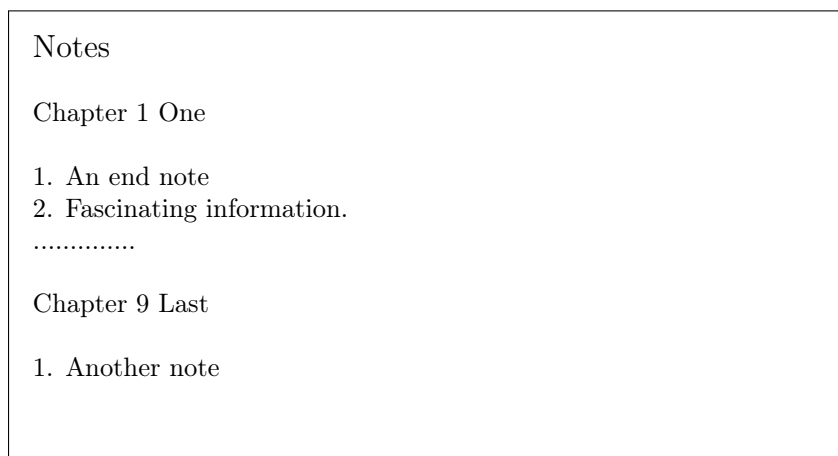 Notes
Chapter 1 One
1. An end note
2. Fascinating information.
..............
Chapter 9 Last
1. Another note